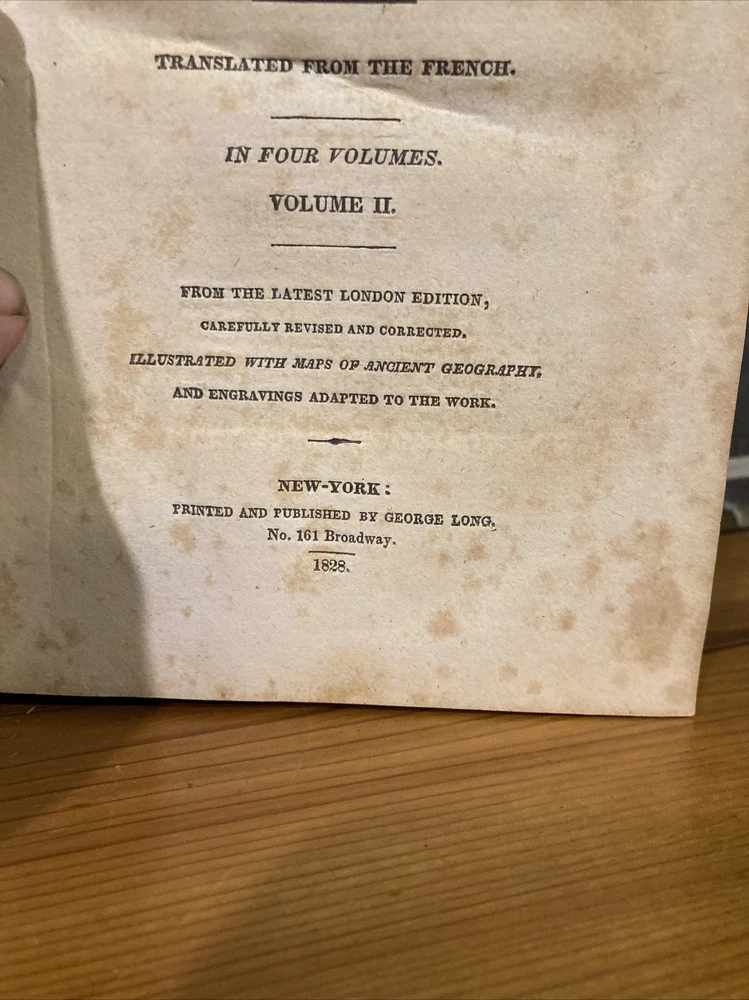 TRANSLATED FROM THE FRENCH.
IN FOUR VOLUMES.
VOLUME II.
FROM THE LATEST LONDON EDITION,
CAREFULLY REVISED AND CORRECTED,
ILLUSTRATED WITH MAPS OF ANCIENT GEOGRAPHY,
AND ENGRAVINGS ADAPTED TO THE WORK.
NEW-YORK:
PRINTED AND PUBLISHED BY GEORGE LONG,
No. 161 Broadway.
1828.